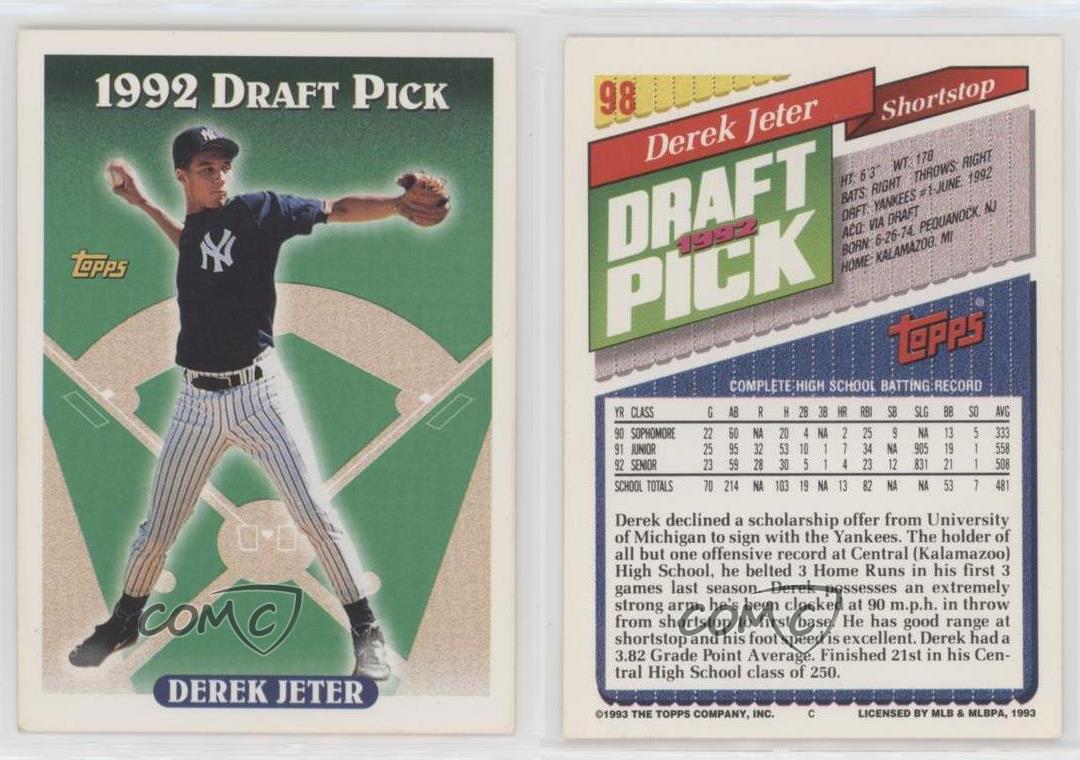 1992 DRAFT PICK
NY
NY
Topps
DEREK JETER
COMC
98
Derek Jeter
Shortstop
DRAFT
1992
PICK
HT: 6'3" WT: 178
BATS: RIGHT THROWS: RIGHT
DRFT: YANKEES #1-JUNE, 1992
ACQ: VIA DRAFT
BORN: 6-26-74, PEQUANOCK, NJ
HOME: KALAMAZOO, MI
Topps®
COMPLETE HIGH SCHOOL BATTING RECORD
YR CLASS G AB R H 2B 3B HR RBI SB SLG BB SO AVG
90 SOPHOMORE 22 60 NA 20 4 NA 2 25 9 NA 13 5 .333
91 JUNIOR 25 95 32 53 10 1 7 34 NA .905 19 1 .558
92 SENIOR 23 59 28 30 5 1 4 23 12 .831 21 1 .508
SCHOOL TOTALS 70 214 NA 103 19 NA 13 82 NA NA 53 7 .481
Derek declined a scholarship offer from University
of Michigan to sign with the Yankees. The holder of
all but one offensive record at Central (Kalamazoo)
High School, he belted 3 Home Runs in his first 3
games last season. Derek possesses an extremely
strong arm, he's been clocked at 90 m.p.h. in throw
from shortstop to first base. He has good range at
shortstop and his footspeed is excellent. Derek had a
3.82 Grade Point Average. Finished 21st in his Cen-
tral High School class of 250.
COMC
©1993 THE TOPPS COMPANY, INC. C LICENSED BY MLB & MLBPA, 1993